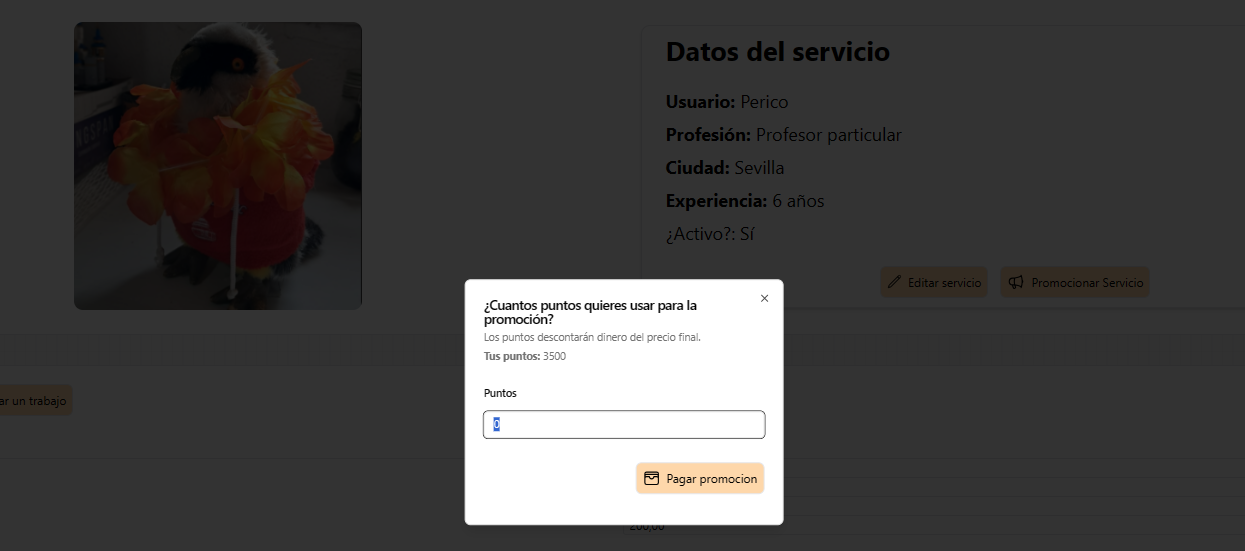 Datos del servicio
Usuario: Perico
Profesión: Profesor particular
Ciudad: Sevilla
Experiencia: 6 años
¿Activo?: Sí
Editar servicio
Promocionar Servicio
¿Cuantos puntos quieres usar para la
promoción?
Los puntos descontarán dinero del precio final.
Tus puntos: 3500
Puntos
0
Pagar promocion
ar un trabajo
200,00